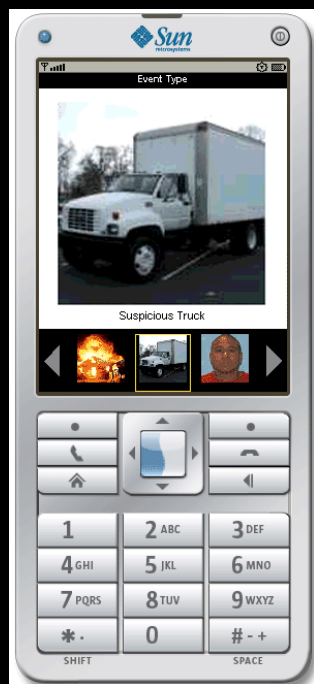 Sun
microsystems
Event Type
Suspicious Truck
1
2 ABC
3 DEF
4 GHI
5 JKL
6 MNO
7 PQRS
8 TUV
9 WXYZ
* .
0
# - +
SHIFT
SPACE